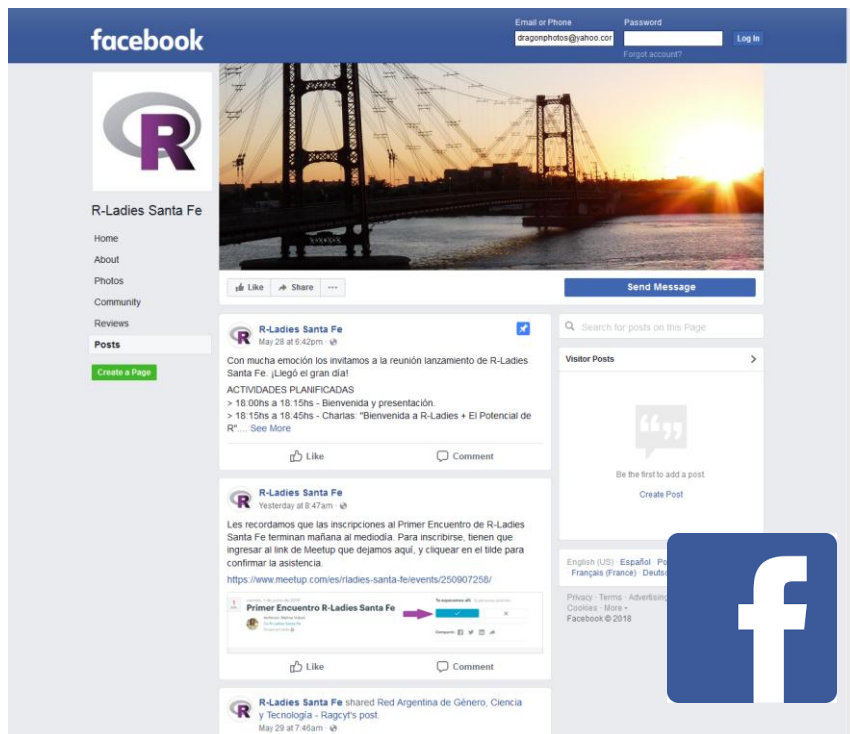 facebook
Email or Phone
Password
dragonphotos@yahoo.cor
Log In
Forgot account?
R
R-Ladies Santa Fe
Home
About
Photos
Community
Reviews
Posts
Create a Page
Like
Share
Send Message
R-Ladies Santa Fe
May 28 at 6:42pm ·
Con mucha emoción los invitamos a la reunión lanzamiento de R-Ladies
Santa Fe. ¡Llegó el gran día!
ACTIVIDADES PLANIFICADAS
> 18:00hs a 18:15hs - Bienvenida y presentación.
> 18:15hs a 18:45hs - Charlas: "Bienvenida a R-Ladies + El Potencial de
R".... See More
Like
Comment
R-Ladies Santa Fe
Yesterday at 8:47am ·
Les recordamos que las inscripciones al Primer Encuentro de R-Ladies
Santa Fe terminan mañana al mediodía. Para inscribirse, tienen que
ingresar al link de Meetup que dejamos aquí, y cliquear en el tilde para
confirmar la asistencia.
https://www.meetup.com/es/rladies-santa-fe/events/250907258/
1
Primer Encuentro R-Ladies Santa Fe
Te esperamos allí
Like
Comment
R-Ladies Santa Fe shared Red Argentina de Género, Ciencia
y Tecnología - Ragcyt's post.
May 29 at 7:46am ·
Search for posts on this Page
Visitor Posts
Be the first to add a post.
Create Post
English (US) · Español · Po
· Français (France) · Deutsc
Privacy · Terms · Advertising
Cookies · More
Facebook © 2018
f